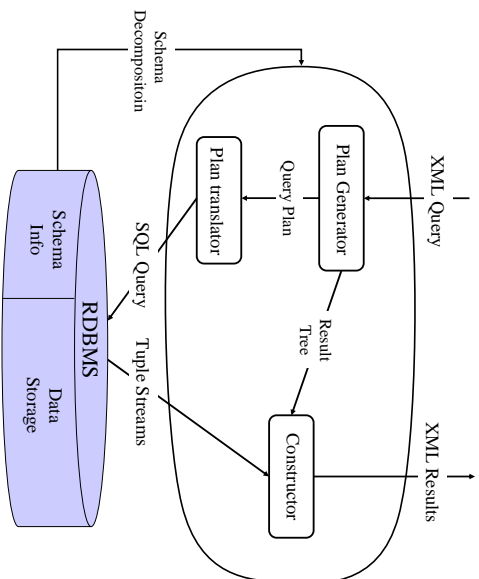 XML Query
XML Results
Plan Generator
Result
Tree
Query Plan
Constructor
Plan translator
Schema
Decompositoin
SQL Query
Tuple Streams
RDBMS
Schema
Info
Data
Storage